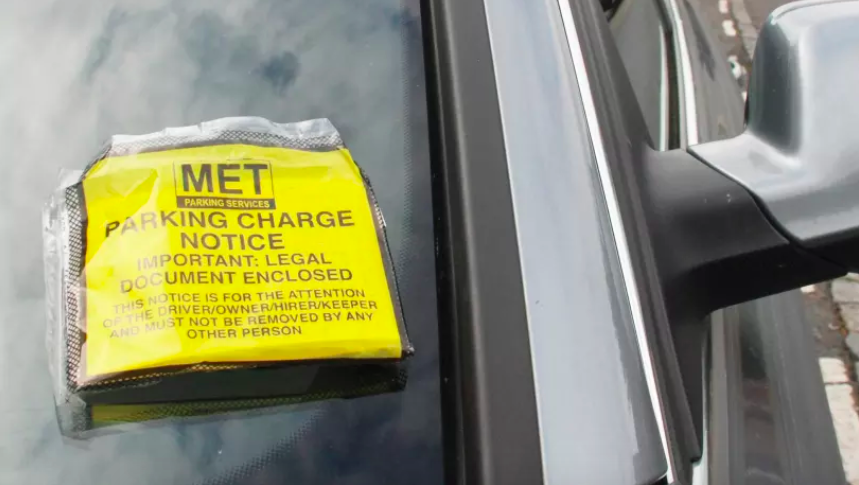 MET
PARKING SERVICES
PARKING CHARGE
NOTICE
IMPORTANT: LEGAL
DOCUMENT ENCLOSED
THIS NOTICE IS FOR THE ATTENTION
OF THE DRIVER/OWNER/HIRER/KEEPER
AND MUST NOT BE REMOVED BY ANY
OTHER PERSON